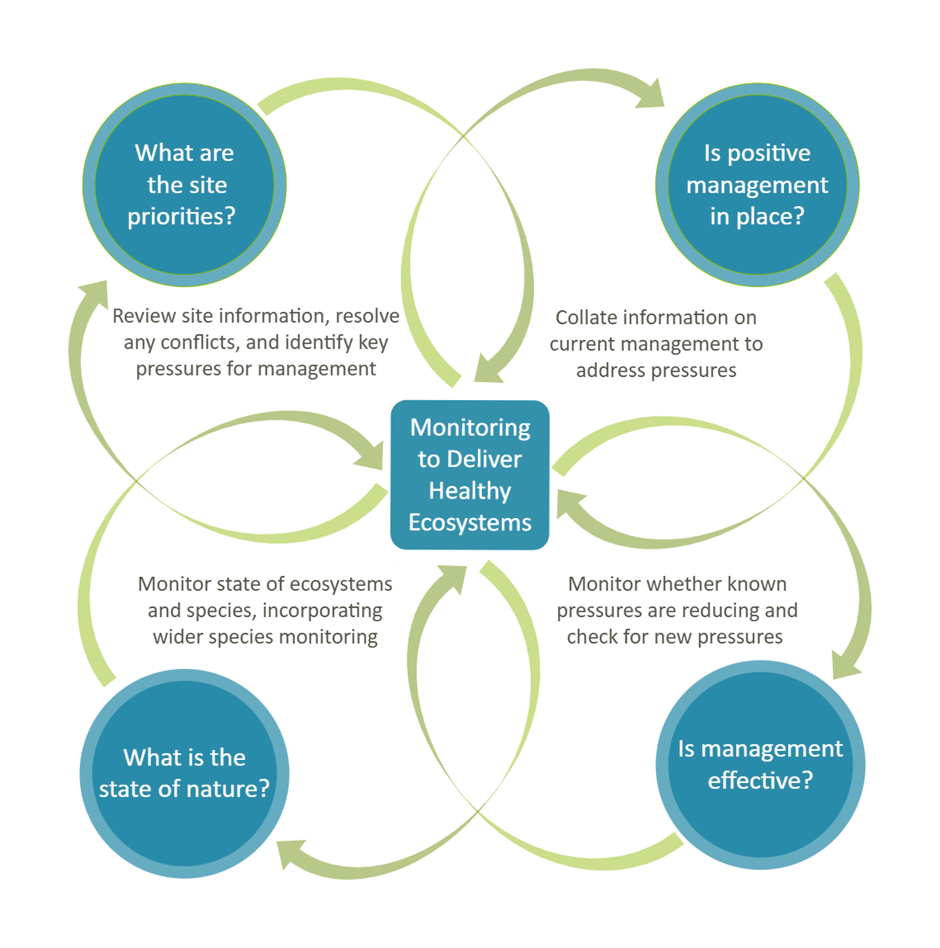 What are
the site
priorities?
Is positive
management
in place?
Review site information, resolve
any conflicts, and identify key
pressures for management
Collate information on
current management to
address pressures
Monitoring
to Deliver
Healthy
Ecosystems
Monitor state of ecosystems
and species, incorporating
wider species monitoring
Monitor whether known
pressures are reducing and
check for new pressures
What is the
state of nature?
Is management
effective?